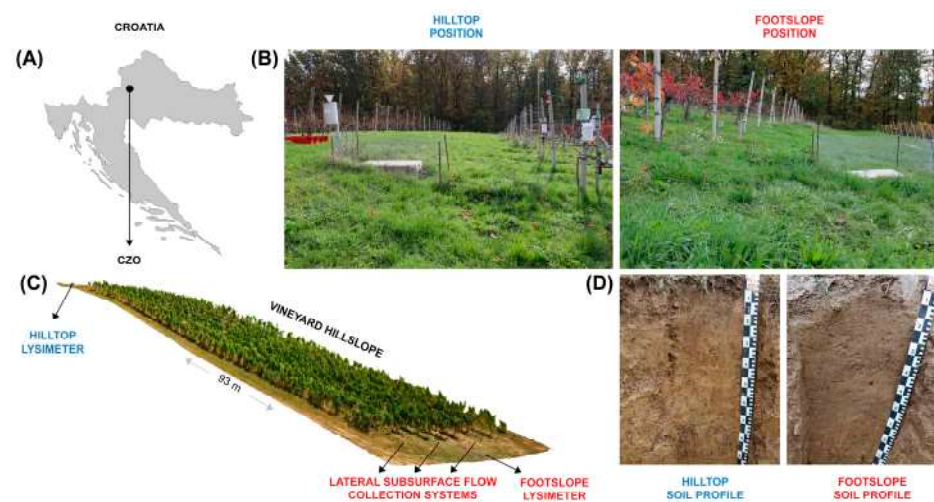 CROATIA
(A)
CZO
(B)
HILLTOP
POSITION
FOOTSLOPE
POSITION
(C)
HILLTOP
LYSIMETER
VINEYARD HILLSLOPE
93 m
LATERAL SUBSURFACE FLOW
COLLECTION SYSTEMS
FOOTSLOPE
LYSIMETER
(D)
HILLTOP
SOIL PROFILE
FOOTSLOPE
SOIL PROFILE